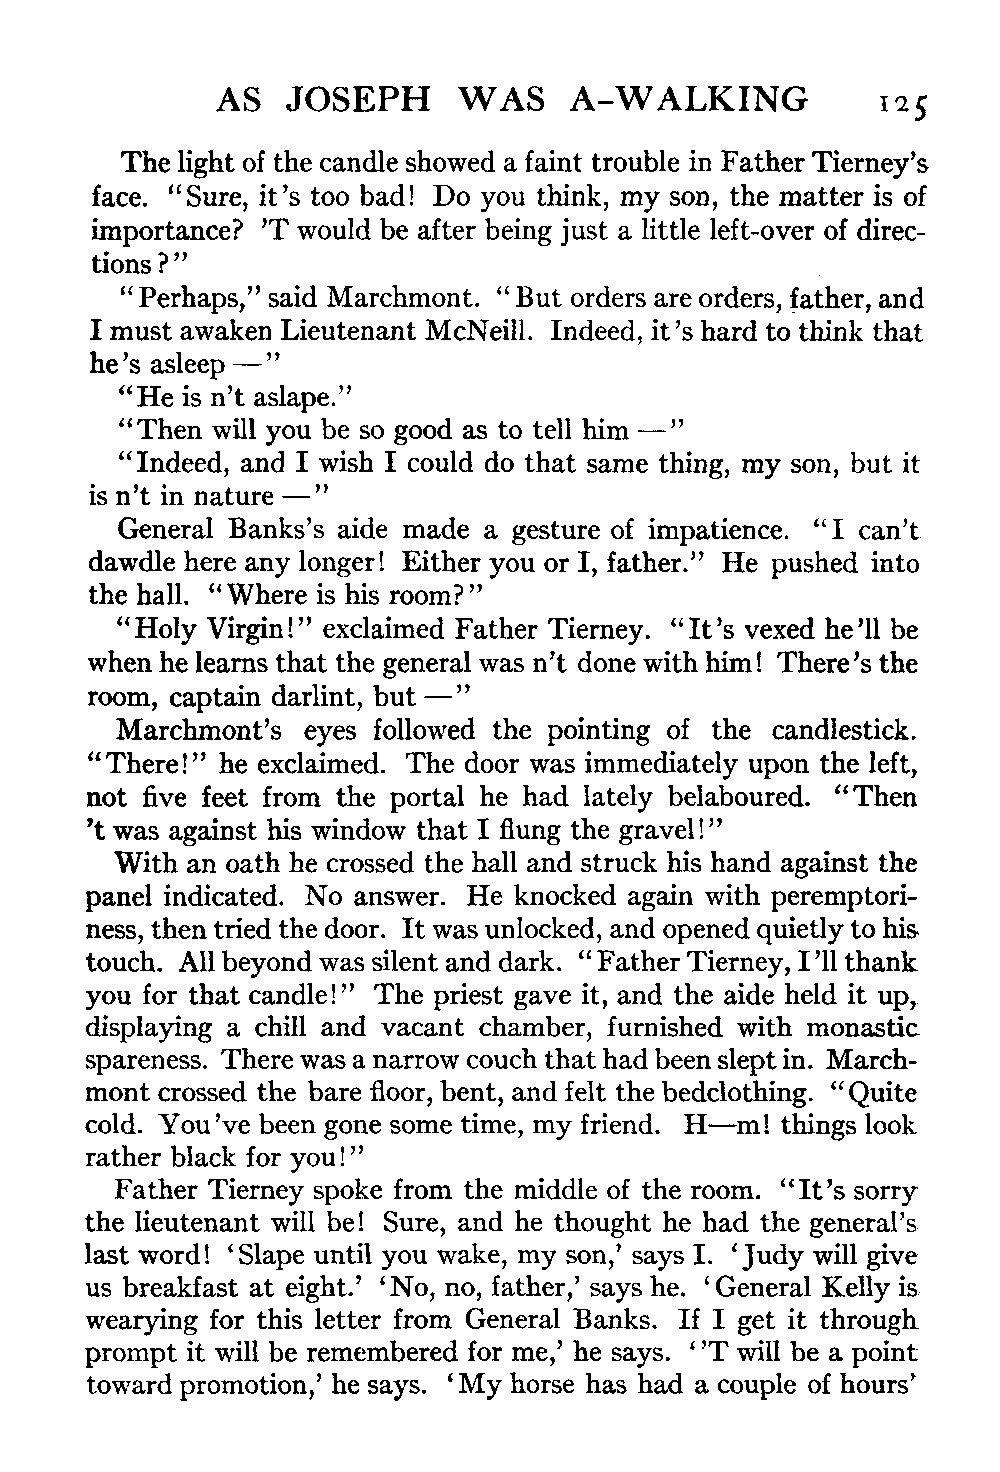 AS JOSEPH WAS A-WALKING 125
The light of the candle showed a faint trouble in Father Tierney's
face. "Sure, it's too bad! Do you think, my son, the matter is of
importance? 'T would be after being just a little left-over of direc-
tions?"
"Perhaps," said Marchmont. "But orders are orders, father, and
I must awaken Lieutenant McNeill. Indeed, it's hard to think that
he's asleep —"
"He is n't aslape."
"Then will you be so good as to tell him —"
"Indeed, and I wish I could do that same thing, my son, but it
is n't in nature —"
General Banks's aide made a gesture of impatience. "I can't
dawdle here any longer! Either you or I, father." He pushed into
the hall. "Where is his room?"
"Holy Virgin!" exclaimed Father Tierney. "It's vexed he'll be
when he learns that the general was n't done with him! There's the
room, captain darlint, but —"
Marchmont's eyes followed the pointing of the candlestick.
"There!" he exclaimed. The door was immediately upon the left,
not five feet from the portal he had lately belaboured. "Then
't was against his window that I flung the gravel!"
With an oath he crossed the hall and struck his hand against the
panel indicated. No answer. He knocked again with peremptori-
ness, then tried the door. It was unlocked, and opened quietly to his
touch. All beyond was silent and dark. "Father Tierney, I'll thank
you for that candle!" The priest gave it, and the aide held it up,
displaying a chill and vacant chamber, furnished with monastic
spareness. There was a narrow couch that had been slept in. March-
mont crossed the bare floor, bent, and felt the bedclothing. "Quite
cold. You've been gone some time, my friend. H—m! things look
rather black for you!"
Father Tierney spoke from the middle of the room. "It's sorry
the lieutenant will be! Sure, and he thought he had the general's
last word! 'Slape until you wake, my son,' says I. 'Judy will give
us breakfast at eight.' 'No, no, father,' says he. 'General Kelly is
wearying for this letter from General Banks. If I get it through
prompt it will be remembered for me,' he says. ''T will be a point
toward promotion,' he says. 'My horse has had a couple of hours'